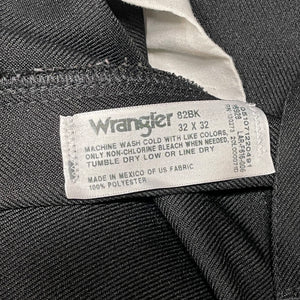 Wrangler 82BK
32 X 32
MACHINE WASH COLD WITH LIKE COLORS,
ONLY NON-CHLORINE BLEACH WHEN NEEDED.
TUMBLE DRY LOW OR LINE DRY
MADE IN MEXICO OF US FABRIC
100% POLYESTER